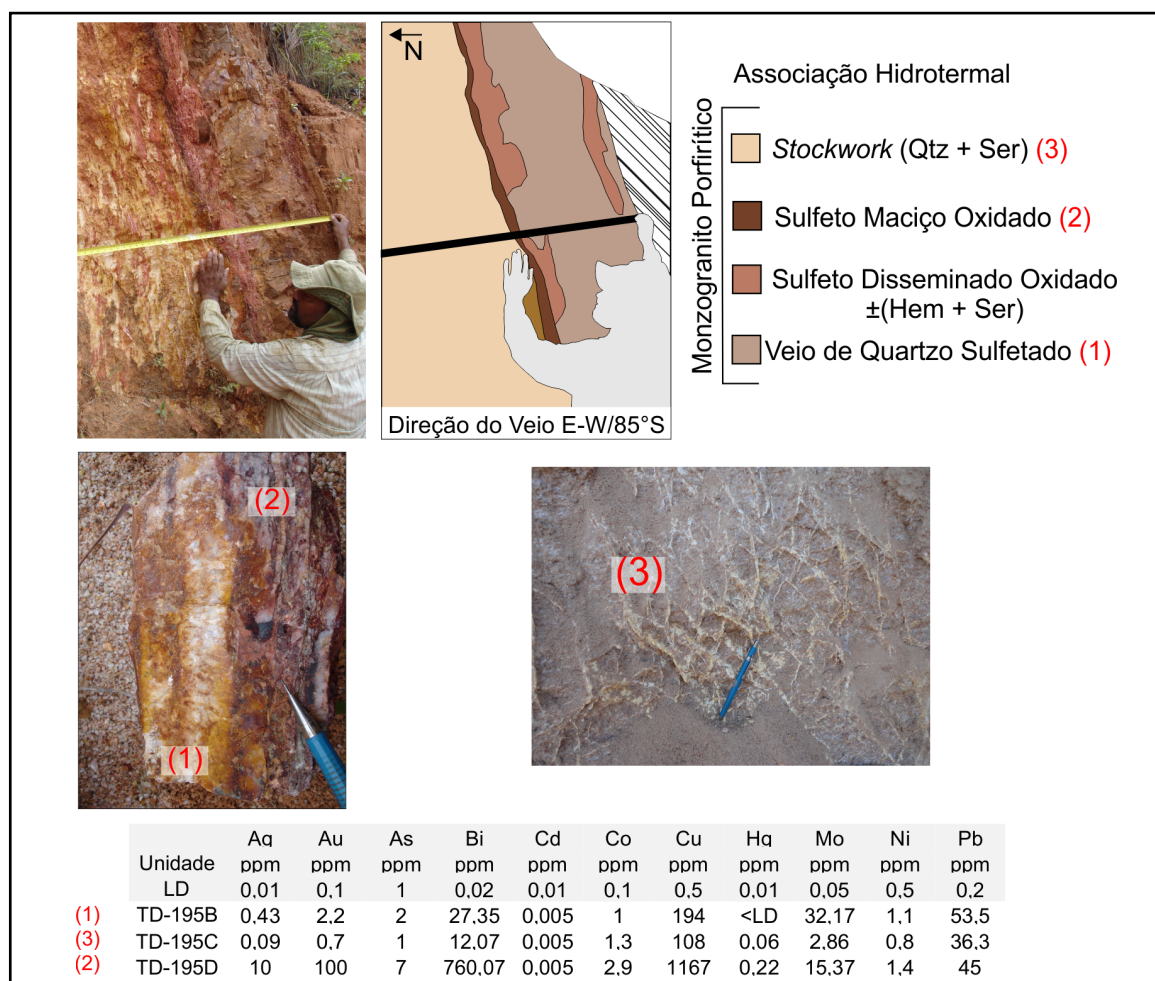 N
Direção do Veio E-W/85°S
Associação Hidrotermal
Monzogranito Porfirítico
Stockwork (Qtz + Ser) (3)
Sulfeto Maciço Oxidado (2)
Sulfeto Disseminado Oxidado
±(Hem + Ser)
Veio de Quartzo Sulfetado (1)
(2)
(1)
(3)
Ag Au As Bi Cd Co Cu Hg Mo Ni Pb
Unidade ppm ppm ppm ppm ppm ppm ppm ppm ppm ppm ppm
LD 0,01 0,1 1 0,02 0,01 0,1 0,5 0,01 0,05 0,5 0,2
(1) TD-195B 0,43 2,2 2 27,35 0,005 1 194 <LD 32,17 1,1 53,5
(3) TD-195C 0,09 0,7 1 12,07 0,005 1,3 108 0,06 2,86 0,8 36,3
(2) TD-195D 10 100 7 760,07 0,005 2,9 1167 0,22 15,37 1,4 45